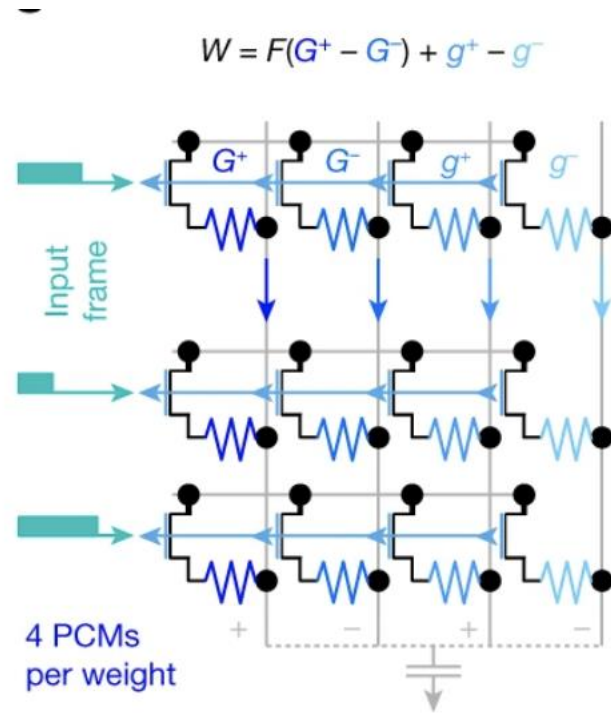 W = F(G⁺ − G⁻) + g⁺ − g⁻
G⁺ G⁻ g⁺ g⁻
Input
frame
+ − + −
4 PCMs
per weight